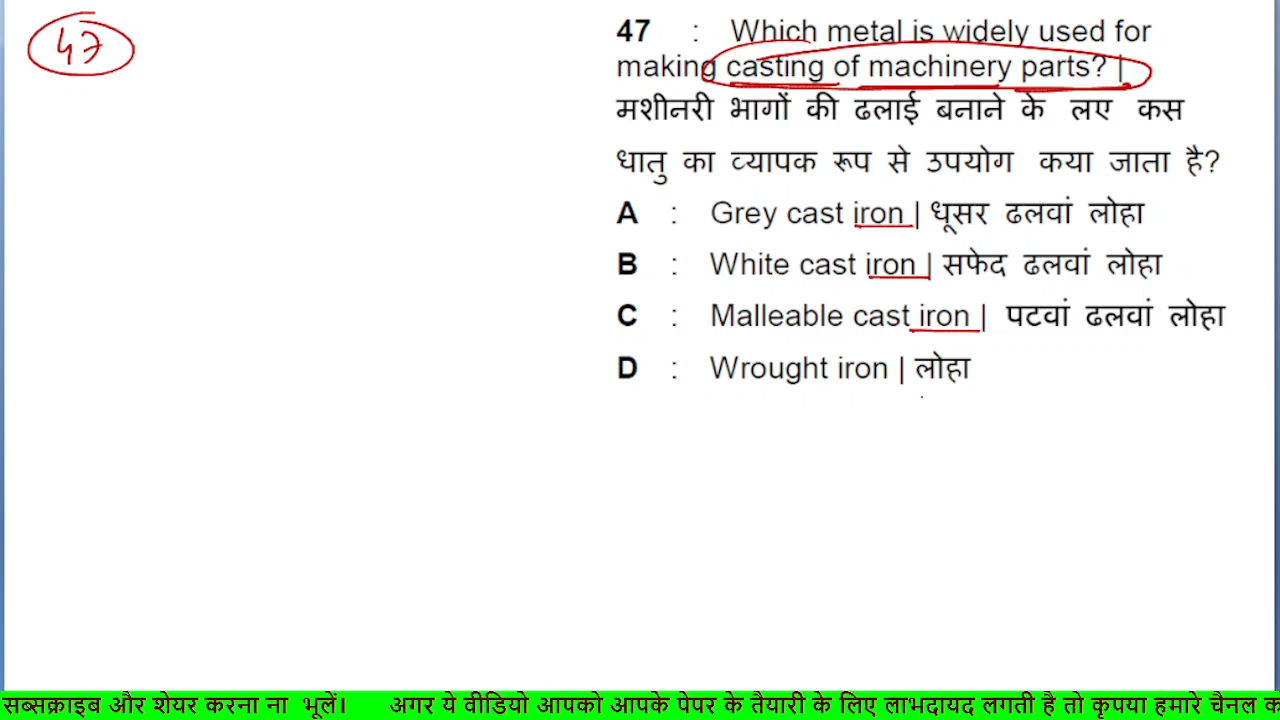 47
47 : Which metal is widely used for
making casting of machinery parts? |
मशीनरी भागों की ढलाई बनाने के लए कस
धातु का व्यापक रूप से उपयोग कया जाता है?
A : Grey cast iron | धूसर ढलवां लोहा
B : White cast iron | सफेद ढलवां लोहा
C : Malleable cast iron | पटवां ढलवां लोहा
D : Wrought iron | लोहा
सब्सक्राइब और शेयर करना ना भूलें। अगर ये वीडियो आपको आपके पेपर के तैयारी के लिए लाभदायद लगती है तो कृपया हमारे चैनल क